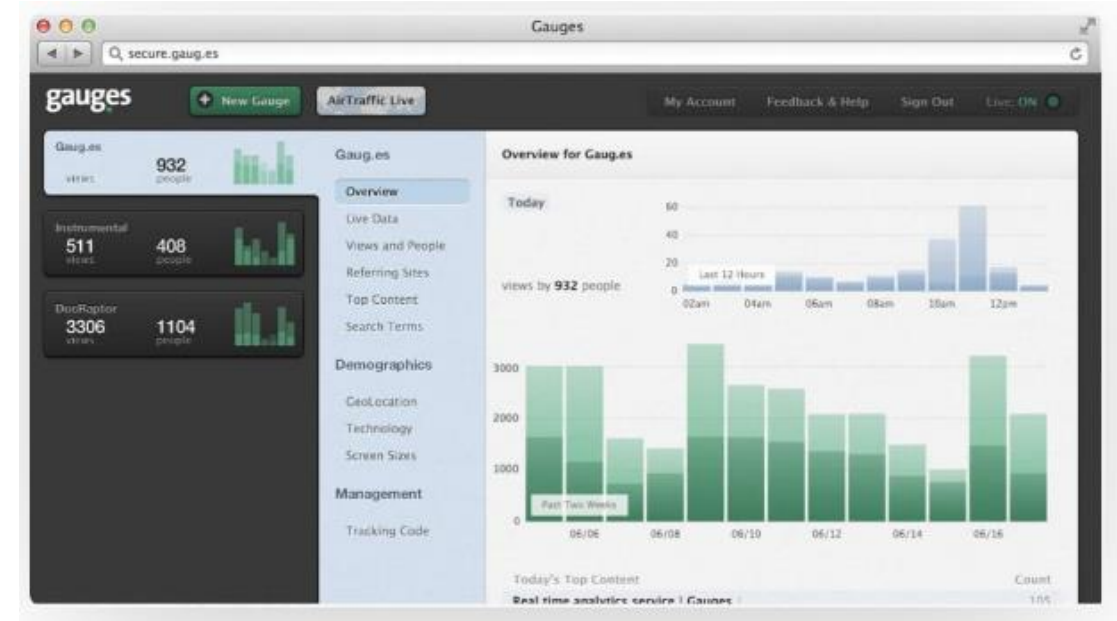 Gauges
secure.gaug.es
gauges
New Gauge
AirTraffic Live
My Account
Feedback & Help
Sign Out
Live: ON
Gaug.es
932
views
people
Instrumental
511
408
views
people
DocRaptor
3306
1104
views
people
Gaug.es
Overview
Live Data
Views and People
Referring Sites
Top Content
Search Terms
Demographics
GeoLocation
Technology
Screen Sizes
Management
Tracking Code
Overview for Gaug.es
Today
views by 932 people
60
40
20
0
Last 12 Hours
02am 04am 06am 08am 10am 12pm
3000
2000
1000
0
Past Two Weeks
06/06 06/08 06/10 06/12 06/14 06/16
Today's Top Content Count
Real time analytics service | Gauges 105